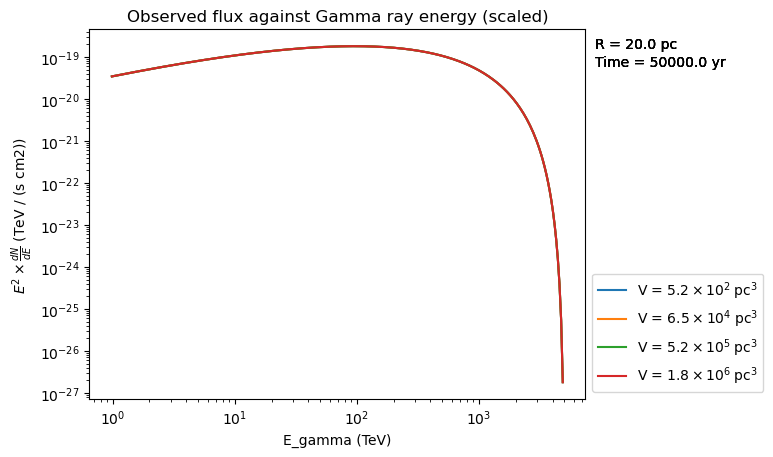 Observed flux against Gamma ray energy (scaled)
R = 20.0 pc
Time = 50000.0 yr
E² × dN/dE (TeV / (s cm2))
10⁻¹⁹
10⁻²⁰
10⁻²¹
10⁻²²
10⁻²³
10⁻²⁴
10⁻²⁵
10⁻²⁶
10⁻²⁷
V = 5.2 × 10² pc³
V = 6.5 × 10⁴ pc³
V = 5.2 × 10⁵ pc³
V = 1.8 × 10⁶ pc³
10⁰ 10¹ 10² 10³
E_gamma (TeV)